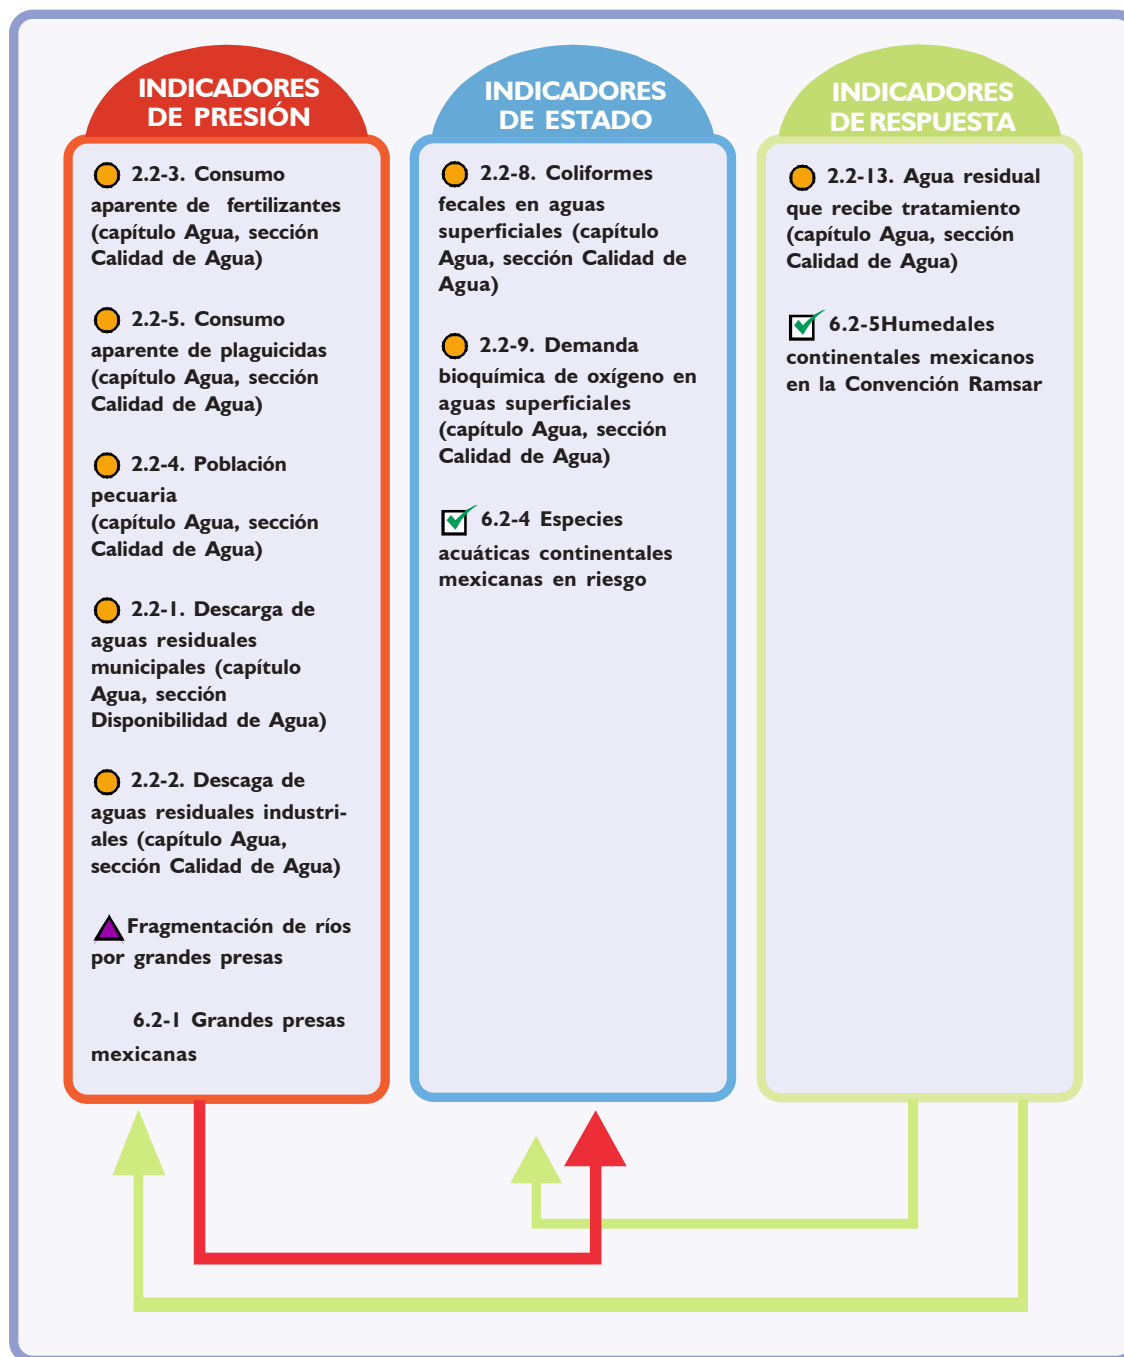 INDICADORES
DE PRESIÓN
2.2-3. Consumo
aparente de fertilizantes
(capítulo Agua, sección
Calidad de Agua)
2.2-5. Consumo
aparente de plaguicidas
(capítulo Agua, sección
Calidad de Agua)
2.2-4. Población
pecuaria
(capítulo Agua, sección
Calidad de Agua)
2.2-1. Descarga de
aguas residuales
municipales (capítulo
Agua, sección
Disponibilidad de Agua)
2.2-2. Descaga de
aguas residuales industri-
ales (capítulo Agua,
sección Calidad de Agua)
Fragmentación de ríos
por grandes presas
6.2-1 Grandes presas
mexicanas
INDICADORES
DE ESTADO
2.2-8. Coliformes
fecales en aguas
superficiales (capítulo
Agua, sección Calidad de
Agua)
2.2-9. Demanda
bioquímica de oxígeno en
aguas superficiales
(capítulo Agua, sección
Calidad de Agua)
6.2-4 Especies
acuáticas continentales
mexicanas en riesgo
INDICADORES
DE RESPUESTA
2.2-13. Agua residual
que recibe tratamiento
(capítulo Agua, sección
Calidad de Agua)
6.2-5Humedales
continentales mexicanos
en la Convención Ramsar